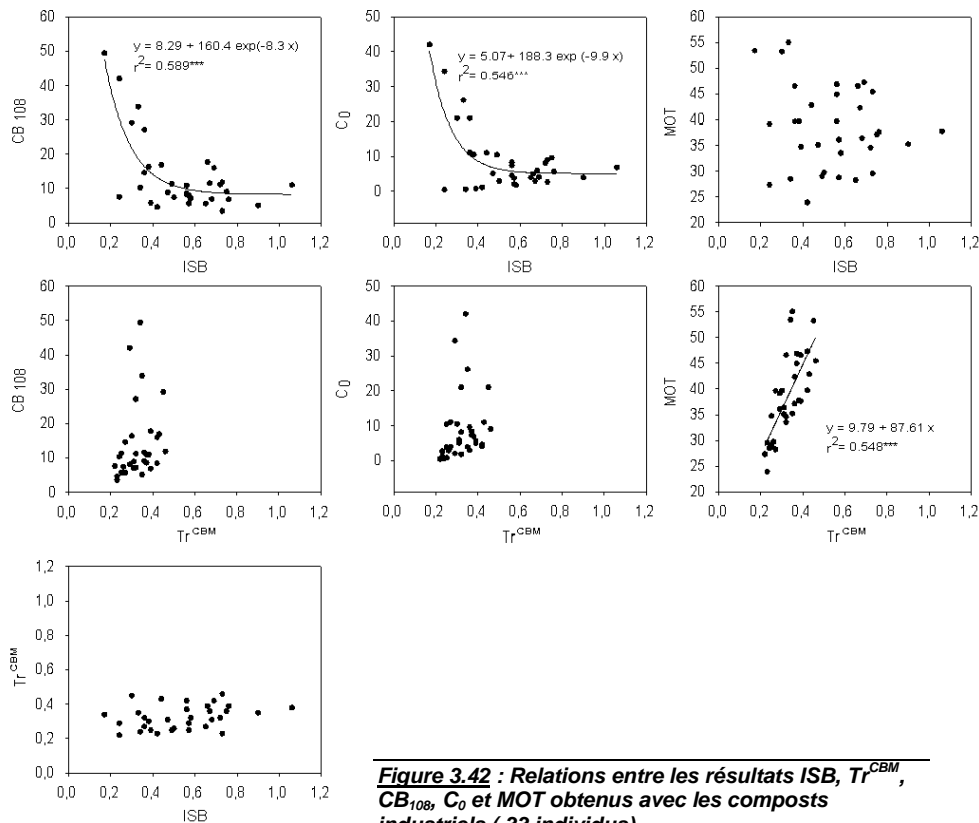 60
50
40
30
20
10
0
y = 8.29 + 160.4 exp(-8.3 x)
r2= 0.589***
CB 108
0,0 0,2 0,4 0,6 0,8 1,0 1,2
ISB
50
40
30
20
10
0
y = 5.07+ 188.3 exp (-9.9 x)
r2= 0.546***
C0
0,0 0,2 0,4 0,6 0,8 1,0 1,2
ISB
60
55
50
45
40
35
30
25
20
MOT
0,0 0,2 0,4 0,6 0,8 1,0 1,2
ISB
60
50
40
30
20
10
0
CB 108
0,0 0,2 0,4 0,6 0,8 1,0 1,2
Tr CBM
50
40
30
20
10
0
C0
0,0 0,2 0,4 0,6 0,8 1,0 1,2
Tr CBM
60
55
50
45
40
35
30
25
20
MOT
y = 9.79 + 87.61 x
r2= 0.548***
0,0 0,2 0,4 0,6 0,8 1,0 1,2
Tr CBM
1,2
1,0
0,8
0,6
0,4
0,2
0,0
Tr CBM
0,0 0,2 0,4 0,6 0,8 1,0 1,2
ISB
Figure 3.42 : Relations entre les résultats ISB, TrCBM,
CB108, C0 et MOT obtenus avec les composts
industriels ( 33 individus)